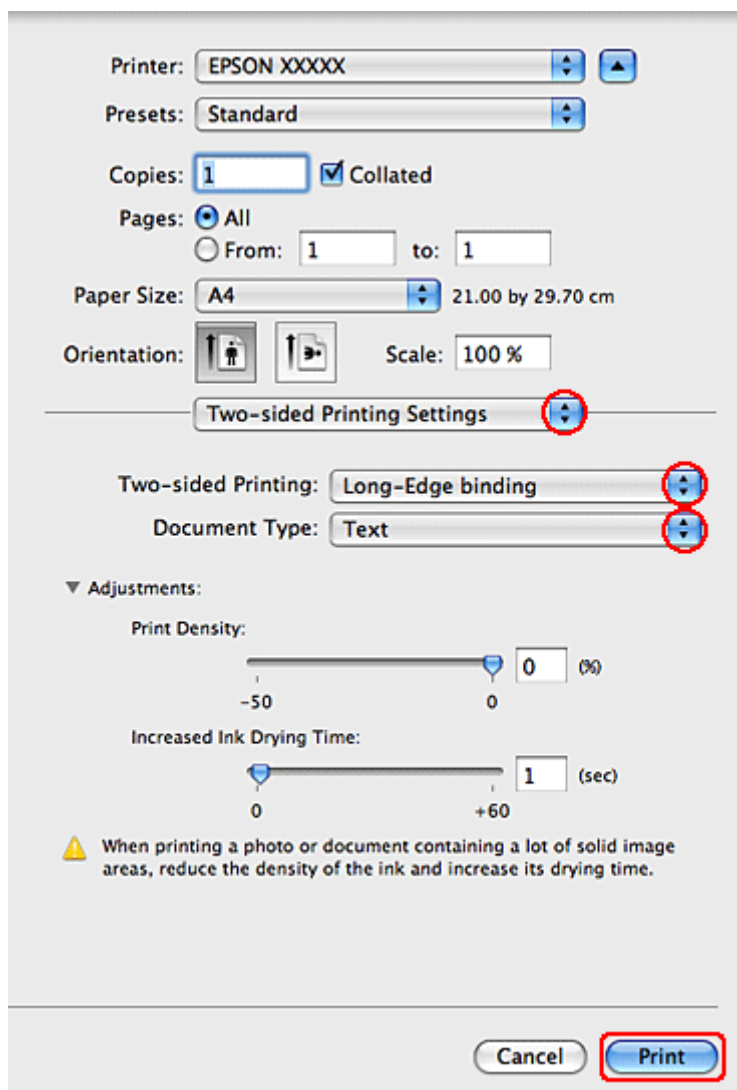 Printer: EPSON XXXXX
Presets: Standard
Copies: 1 Collated
Pages: All
From: 1 to: 1
Paper Size: A4 21.00 by 29.70 cm
Orientation: Scale: 100 %
Two-sided Printing Settings
Two-sided Printing: Long-Edge binding
Document Type: Text
Adjustments:
Print Density:
0 (%)
-50 0
Increased Ink Drying Time:
1 (sec)
0 +60
When printing a photo or document containing a lot of solid image
areas, reduce the density of the ink and increase its drying time.
Cancel Print